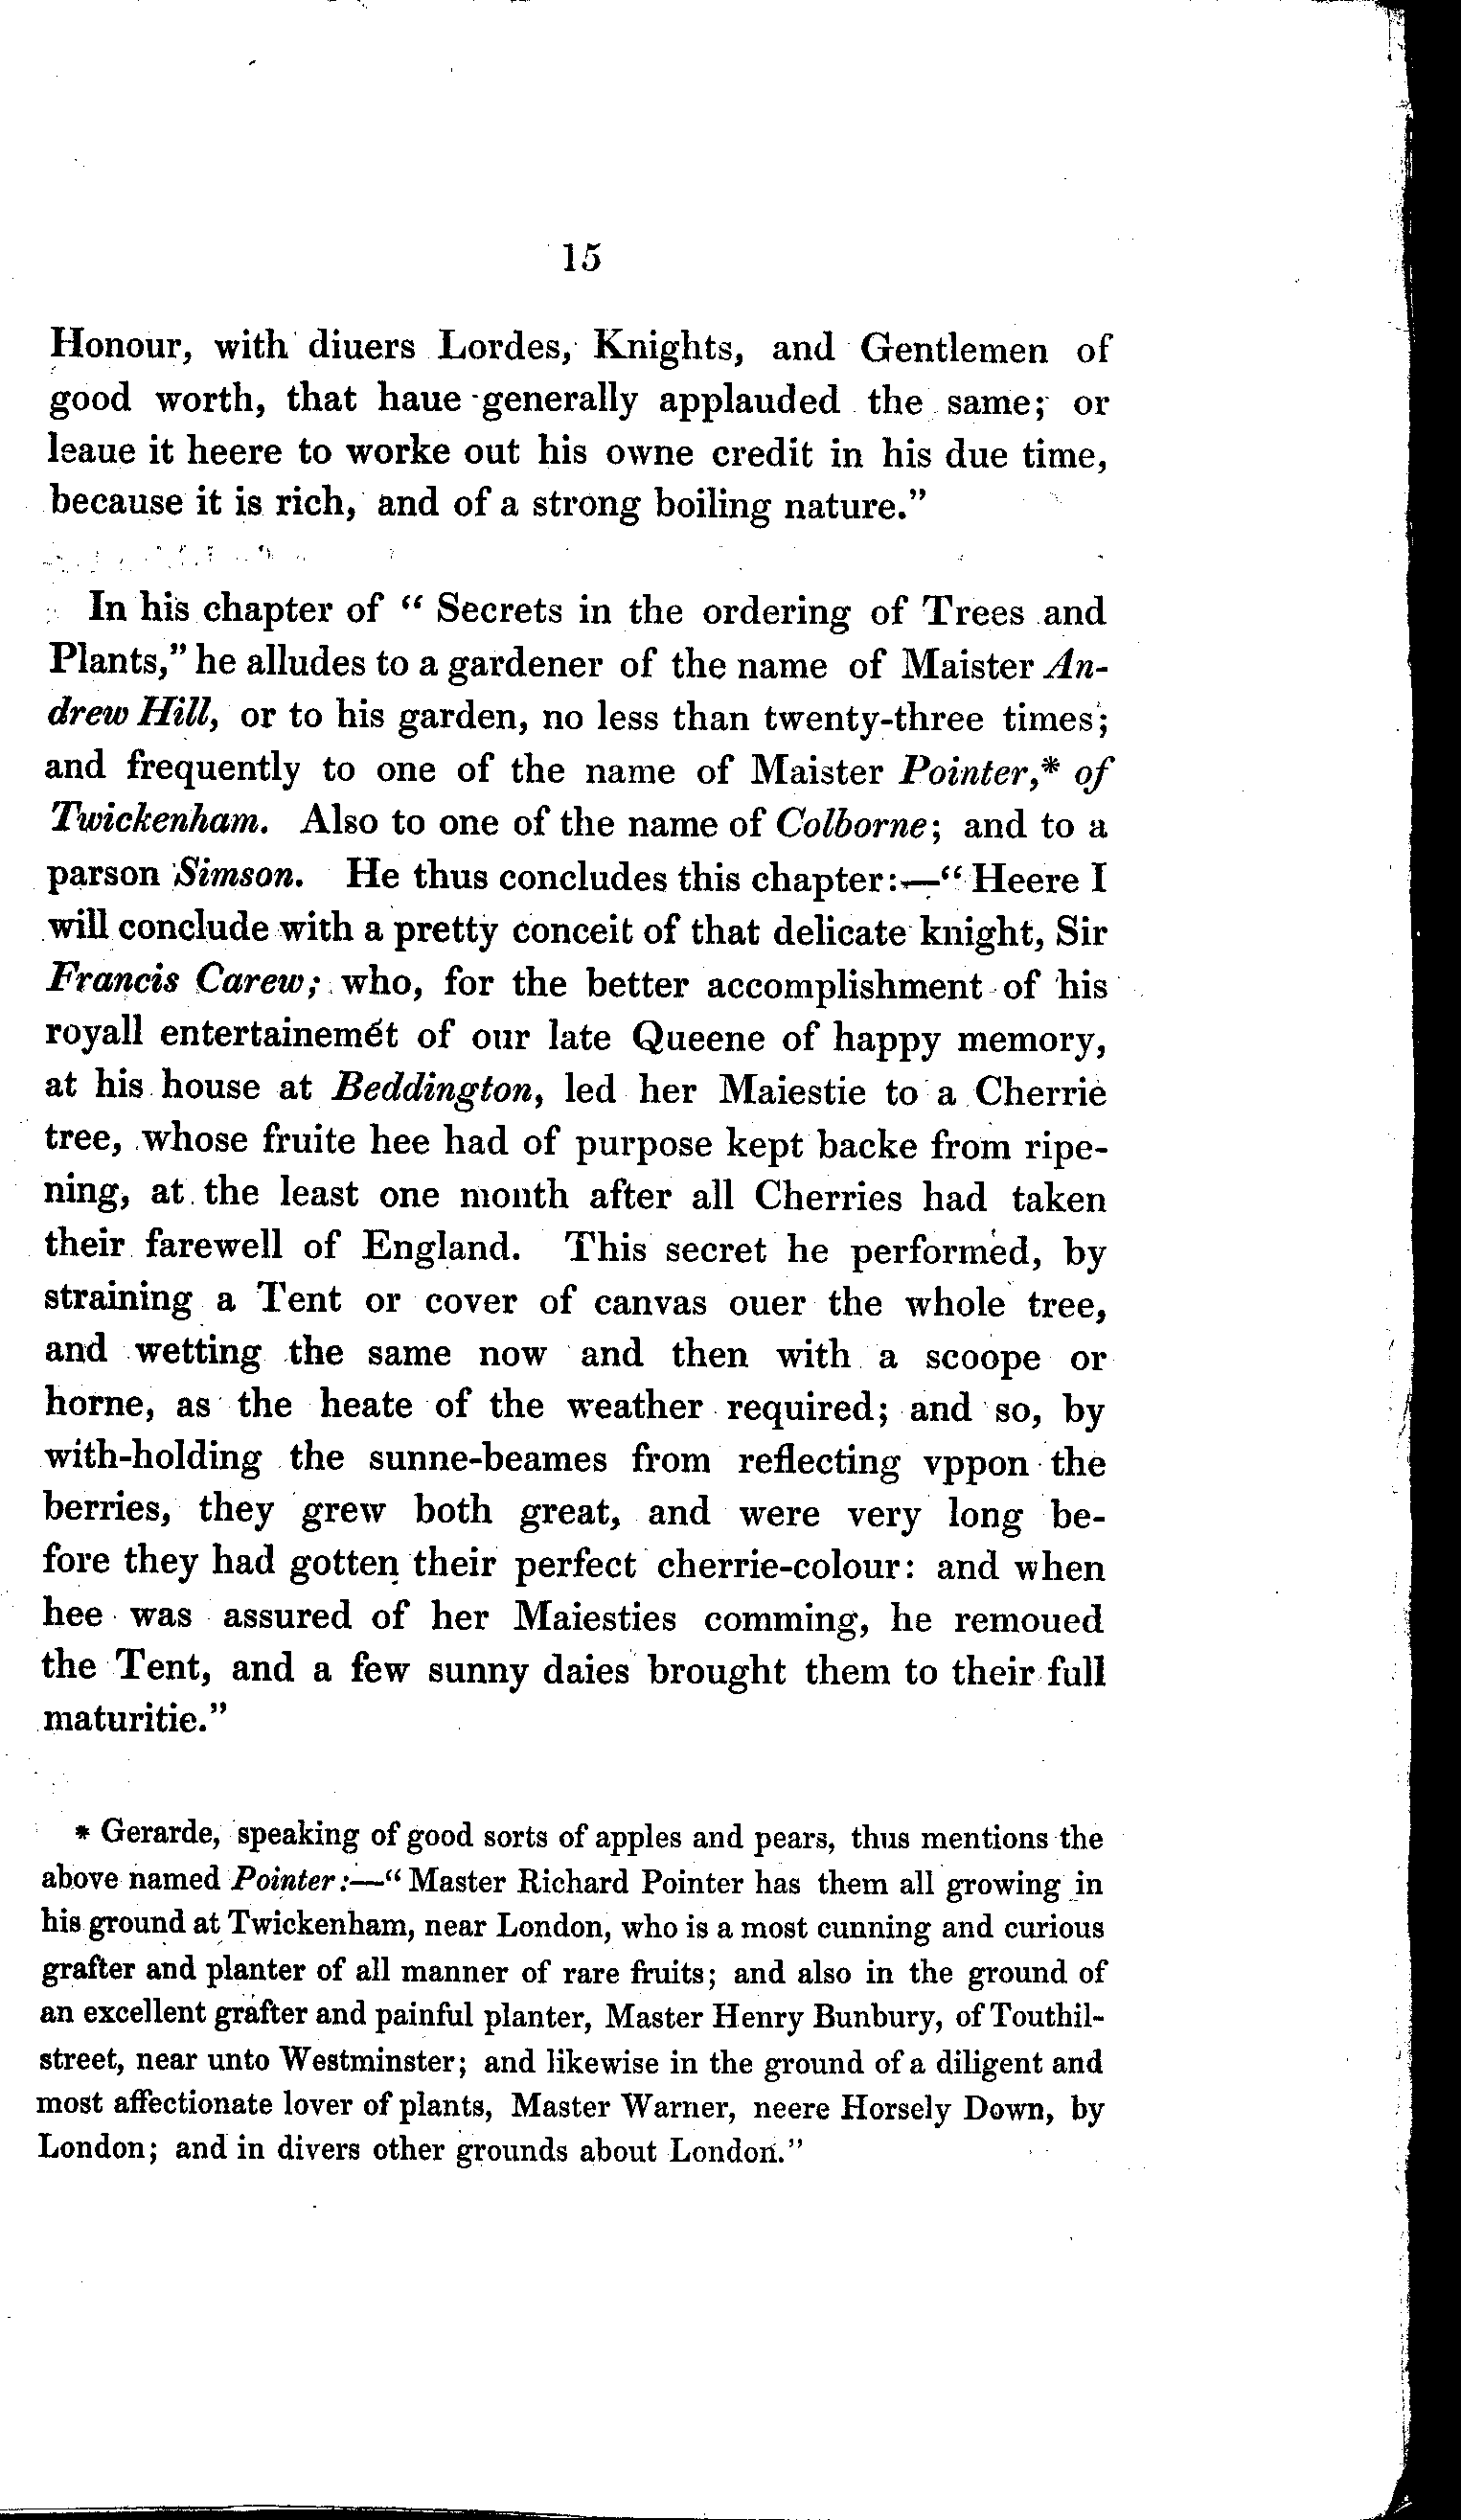 15
Honour, with diuers Lordes, Knights, and Gentlemen of
good worth, that haue generally applauded the same; or
leaue it heere to worke out his owne credit in his due time,
because it is rich, and of a strong boiling nature."
In his chapter of " Secrets in the ordering of Trees and
Plants," he alludes to a gardener of the name of Maister An-
drew Hill, or to his garden, no less than twenty-three times;
and frequently to one of the name of Maister Pointer,* of
Twickenham. Also to one of the name of Colborne; and to a
parson Simson. He thus concludes this chapter:—" Heere I
will conclude with a pretty conceit of that delicate knight, Sir
Francis Carew; who, for the better accomplishment of his
royall entertainemét of our late Queene of happy memory,
at his house at Beddington, led her Maiestie to a Cherrie
tree, whose fruite hee had of purpose kept backe from ripe-
ning, at the least one month after all Cherries had taken
their farewell of England. This secret he performed, by
straining a Tent or cover of canvas ouer the whole tree,
and wetting the same now and then with a scoope or
horne, as the heate of the weather required; and so, by
with-holding the sunne-beames from reflecting vppon the
berries, they grew both great, and were very long be-
fore they had gotten their perfect cherrie-colour: and when
hee was assured of her Maiesties comming, he remoued
the Tent, and a few sunny daies brought them to their full
maturitie."
* Gerarde, speaking of good sorts of apples and pears, thus mentions the
above named Pointer:—" Master Richard Pointer has them all growing in
his ground at Twickenham, near London, who is a most cunning and curious
grafter and planter of all manner of rare fruits; and also in the ground of
an excellent grafter and painful planter, Master Henry Bunbury, of Touthil-
street, near unto Westminster; and likewise in the ground of a diligent and
most affectionate lover of plants, Master Warner, neere Horsely Down, by
London; and in divers other grounds about London."